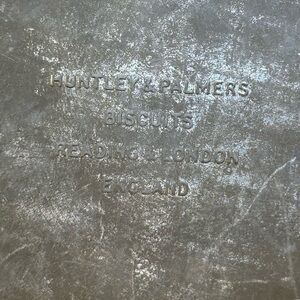 HUNTLEY & PALMERS
BISCUITS
READING & LONDON
ENGLAND